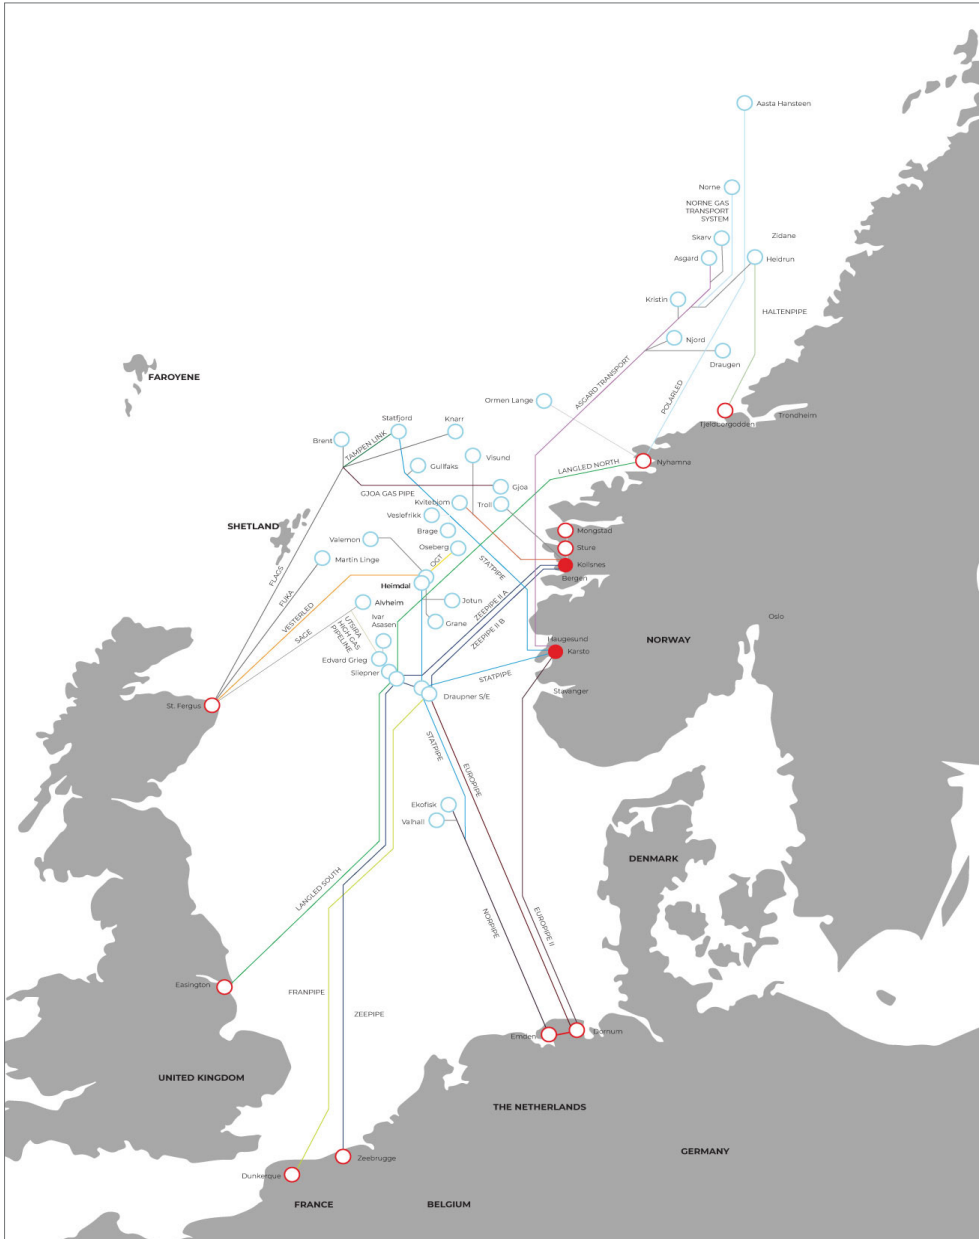 Aasta Hansteen
Norne
NORNE GAS
TRANSPORT
SYSTEM
Skarv
Zidane
Asgard
Heidrun
Kristin
HALTENPIPE
Njord
Draugen
FAROYENE
ASGARD TRANSPORT
POLARLED
Ormen Lange
Tjeldborgodden
Trondheim
Statfjord
Knarr
Brent
TAMPEN LINK
Visund
LANGLED NORTH
Nyhamna
Gullfaks
GJOA GAS PIPE
Gjoa
Kvitebjorn
Troll
Veslefrikk
SHETLAND
Brage
Mongstad
Valemon
Oseberg
Sture
Martin Linge
OGT
STATPIPE
Kollsnes
Bergen
FLAGS
FUKA
VESTERLED
Heimdal
Alvheim
Jotun
ZEEPIPE II A
Ivar
Asasen
Grane
ZEEPIPE II B
SAGE
UTSIRA
HIGH GAS
PIPELINE
Oslo
NORWAY
Haugesund
Karsto
Edvard Grieg
Sliepner
STATPIPE
Stavanger
Draupner S/E
St. Fergus
STATPIPE
EUROPIPE
Ekofisk
Valhall
DENMARK
LANGLED SOUTH
NORPIPE
EUROPIPE II
Easington
FRANPIPE
ZEEPIPE
Emden
Dornum
UNITED KINGDOM
THE NETHERLANDS
Zeebrugge
GERMANY
Dunkerque
FRANCE
BELGIUM